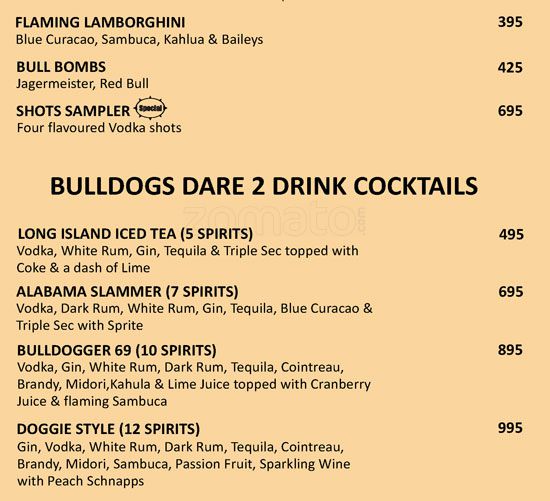 FLAMING LAMBORGHINI 395
Blue Curacao, Sambuca, Kahlua & Baileys
BULL BOMBS 425
Jagermeister, Red Bull
SHOTS SAMPLER Special 695
Four flavoured Vodka shots
BULLDOGS DARE 2 DRINK COCKTAILS
zomato.com
LONG ISLAND ICED TEA (5 SPIRITS) 495
Vodka, White Rum, Gin, Tequila & Triple Sec topped with
Coke & a dash of Lime
ALABAMA SLAMMER (7 SPIRITS) 695
Vodka, Dark Rum, White Rum, Gin, Tequila, Blue Curacao &
Triple Sec with Sprite
BULLDOGGER 69 (10 SPIRITS) 895
Vodka, Gin, White Rum, Dark Rum, Tequila, Cointreau,
Brandy, Midori,Kahula & Lime Juice topped with Cranberry
Juice & flaming Sambuca
DOGGIE STYLE (12 SPIRITS) 995
Gin, Vodka, White Rum, Dark Rum, Tequila, Cointreau,
Brandy, Midori, Sambuca, Passion Fruit, Sparkling Wine
with Peach Schnapps